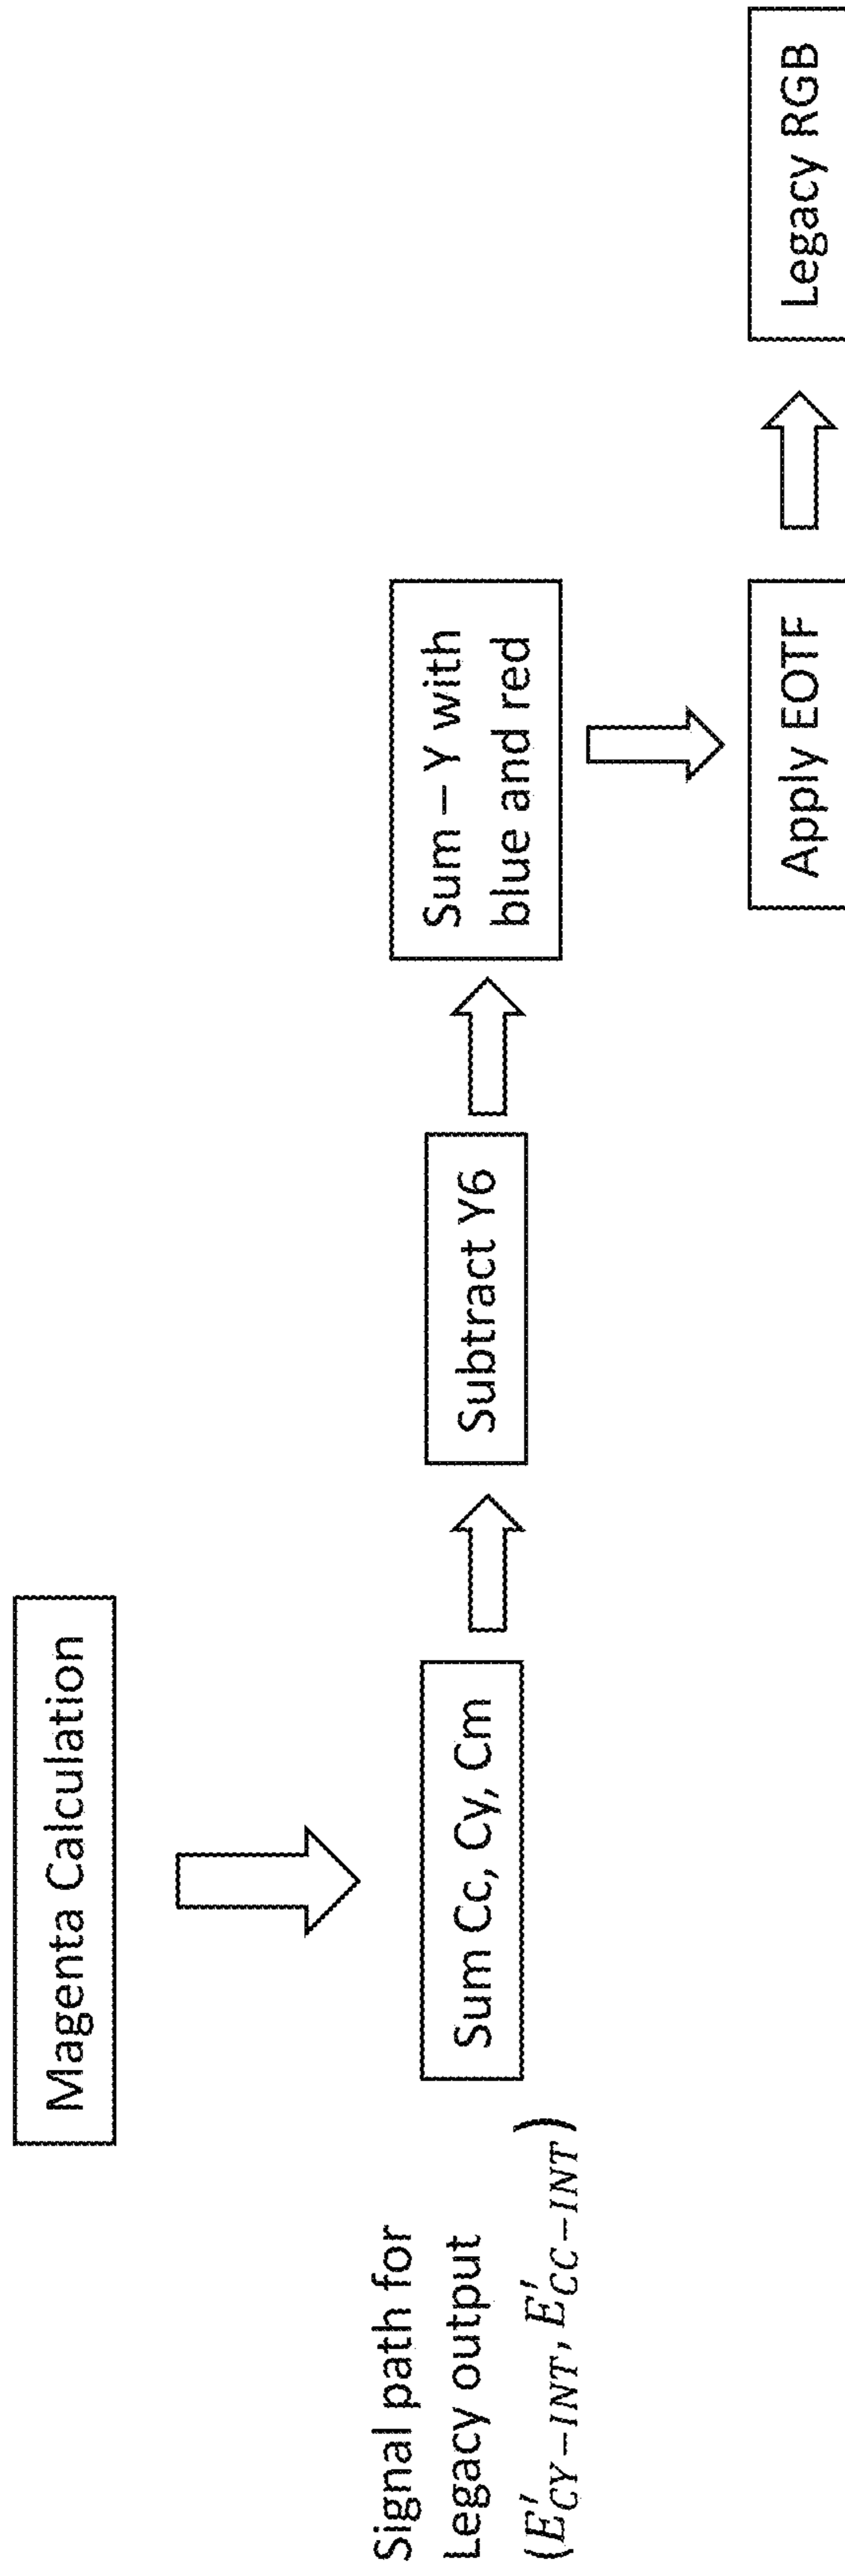 Magenta Calculation
Signal path for
Legacy output
(E′CY−INT, E′CC−INT)
Sum Cc, Cy, Cm
Subtract Y6
Sum – Y with
blue and red
Apply EOTF
Legacy RGB